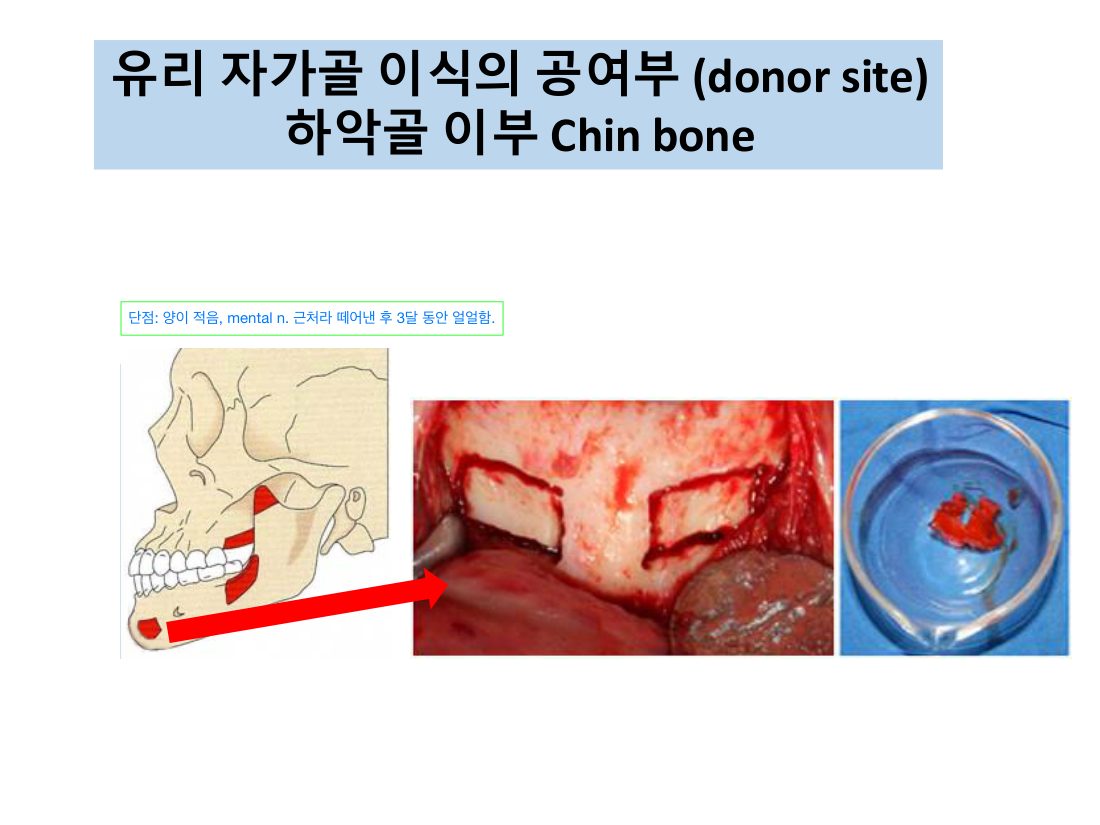 유리 자가골 이식의 공여부 (donor site)
하악골 이부 Chin bone
단점: 양이 적음, mental n. 근처라 떼어낸 후 3달 동안 얼얼함.